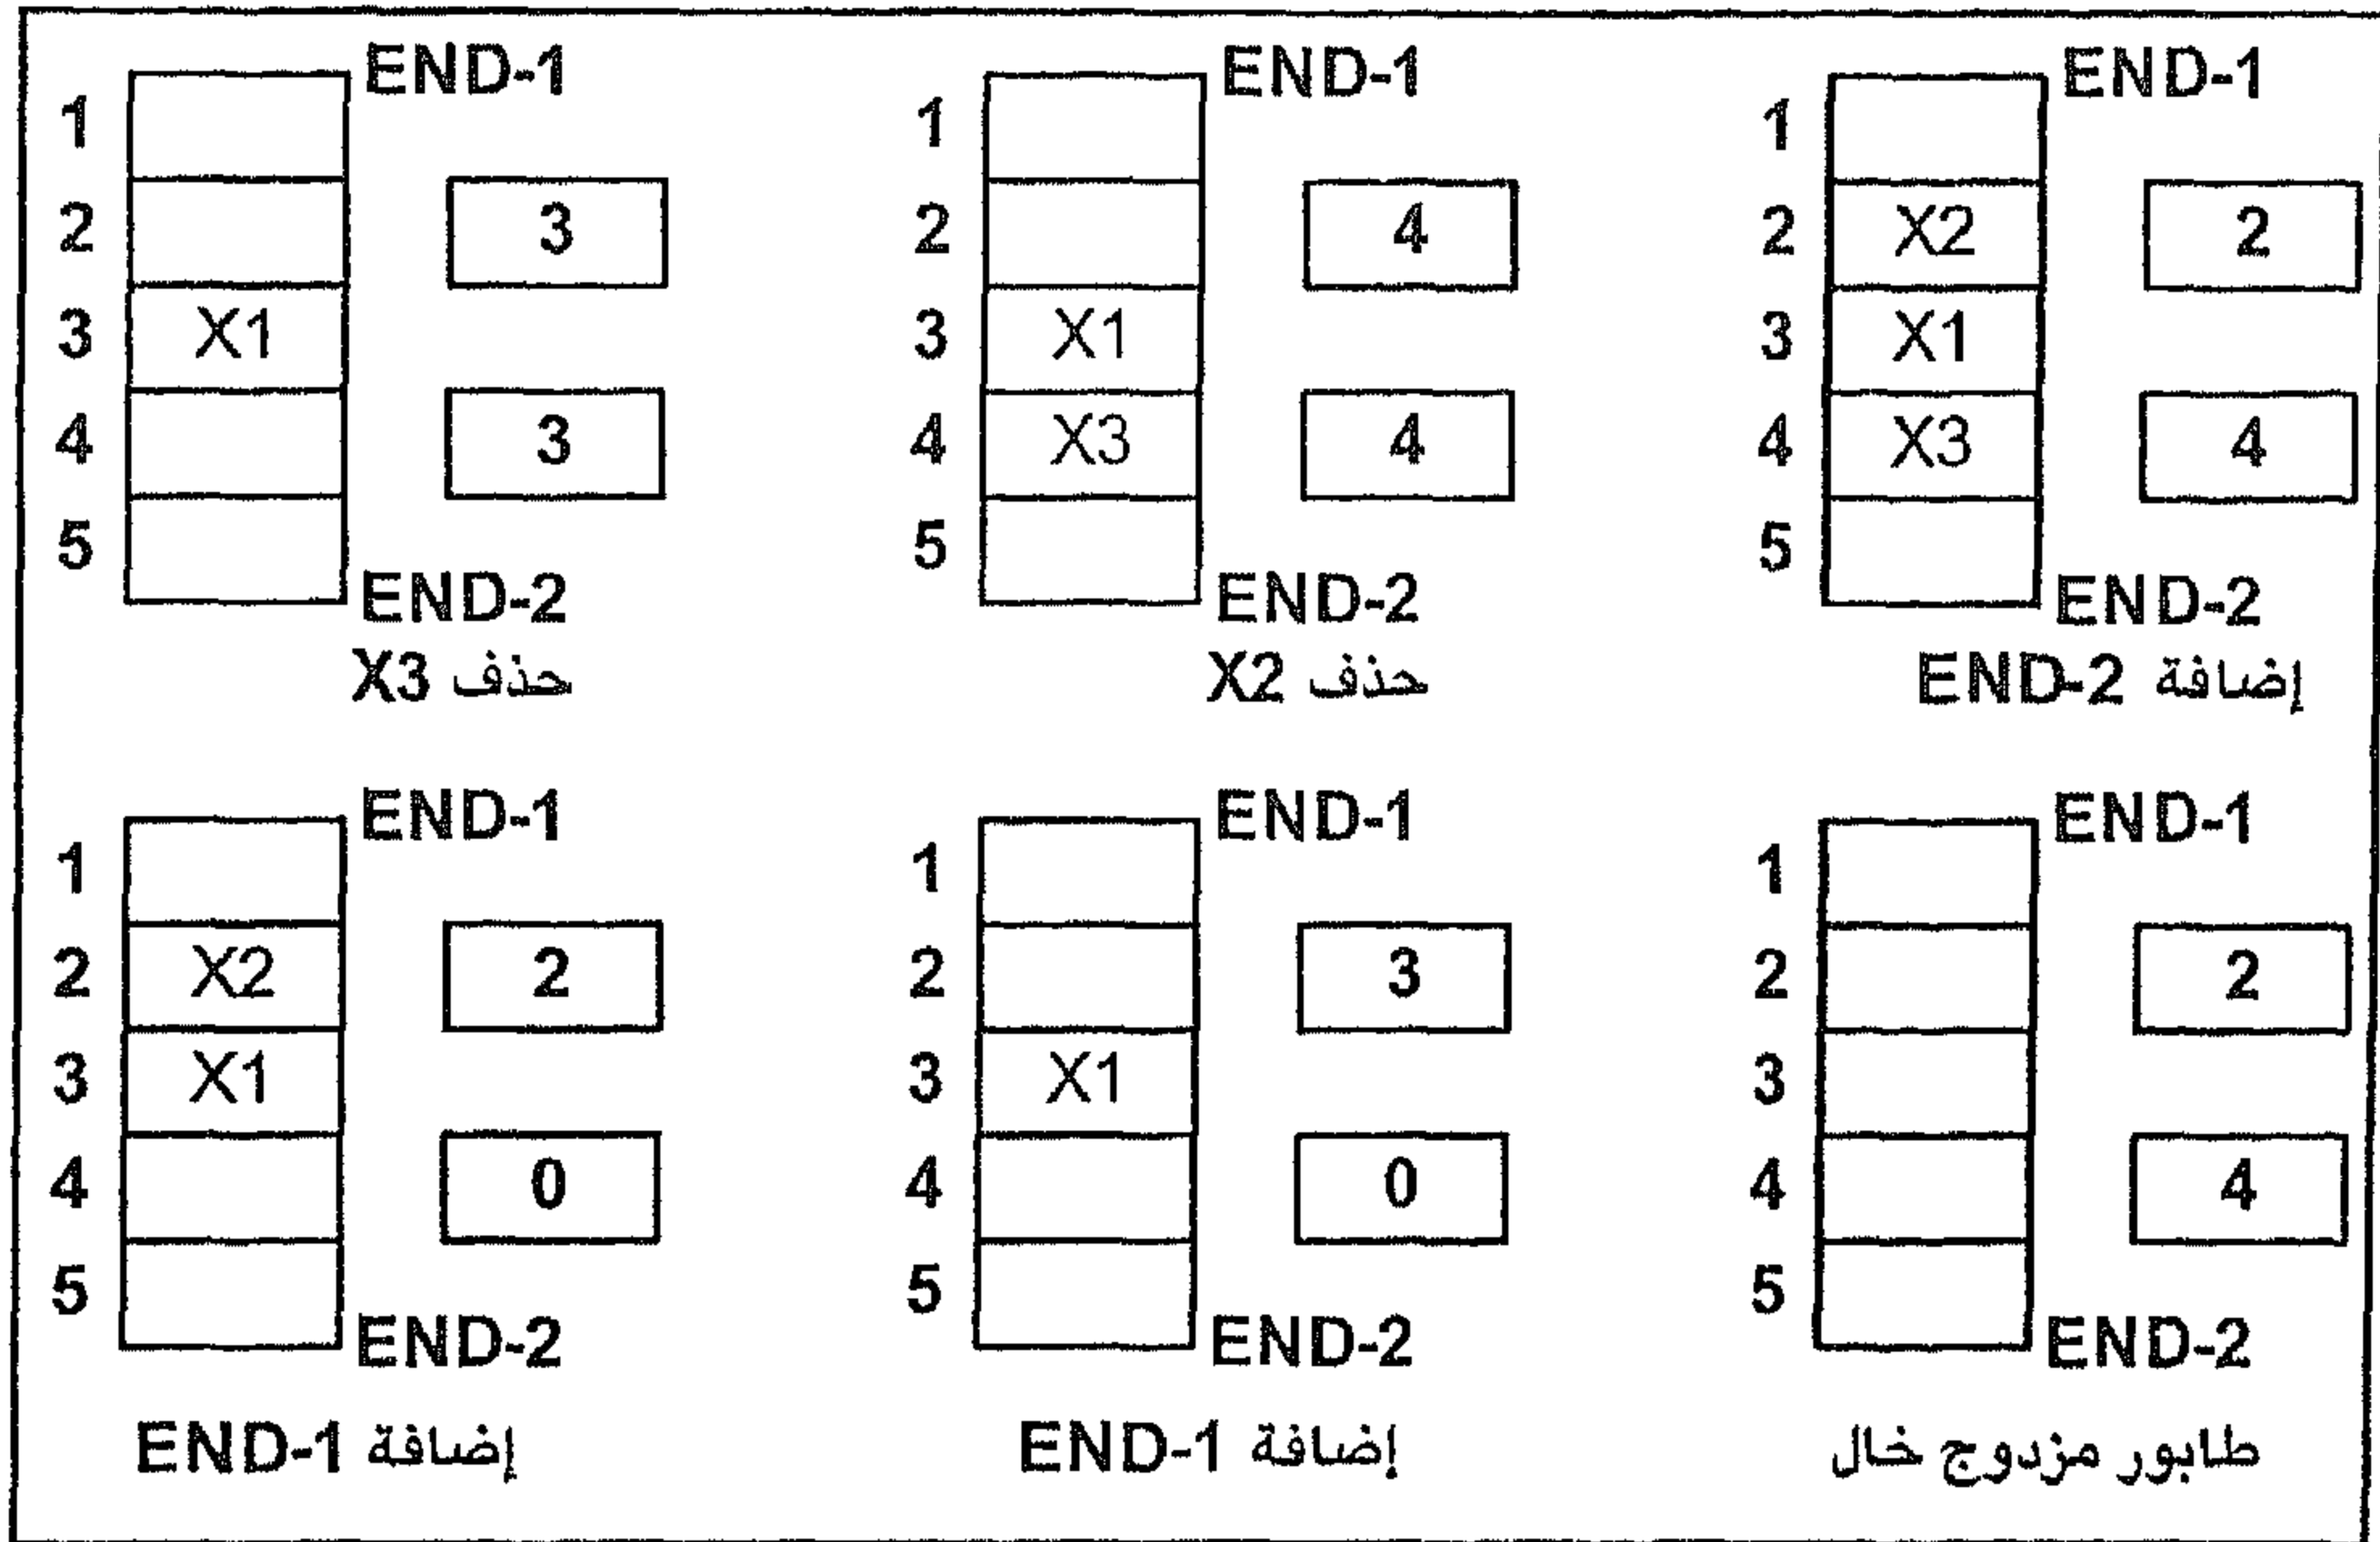 END-1 END-1 END-1
1 1 1
2 3 2 4 2 X2 2
3 X1 3 X1 3 X1
4 3 4 X3 4 4 X3 4
5 5 5
END-2 END-2 END-2
حذف X3 حذف X2 إضافة END-2
END-1 END-1 END-1
1 1 1
2 X2 2 2 3 2 2
3 X1 3 X1 3
4 0 4 0 4 4
5 5 5
END-2 END-2 END-2
إضافة END-1 إضافة END-1 طابور مزدوج خال